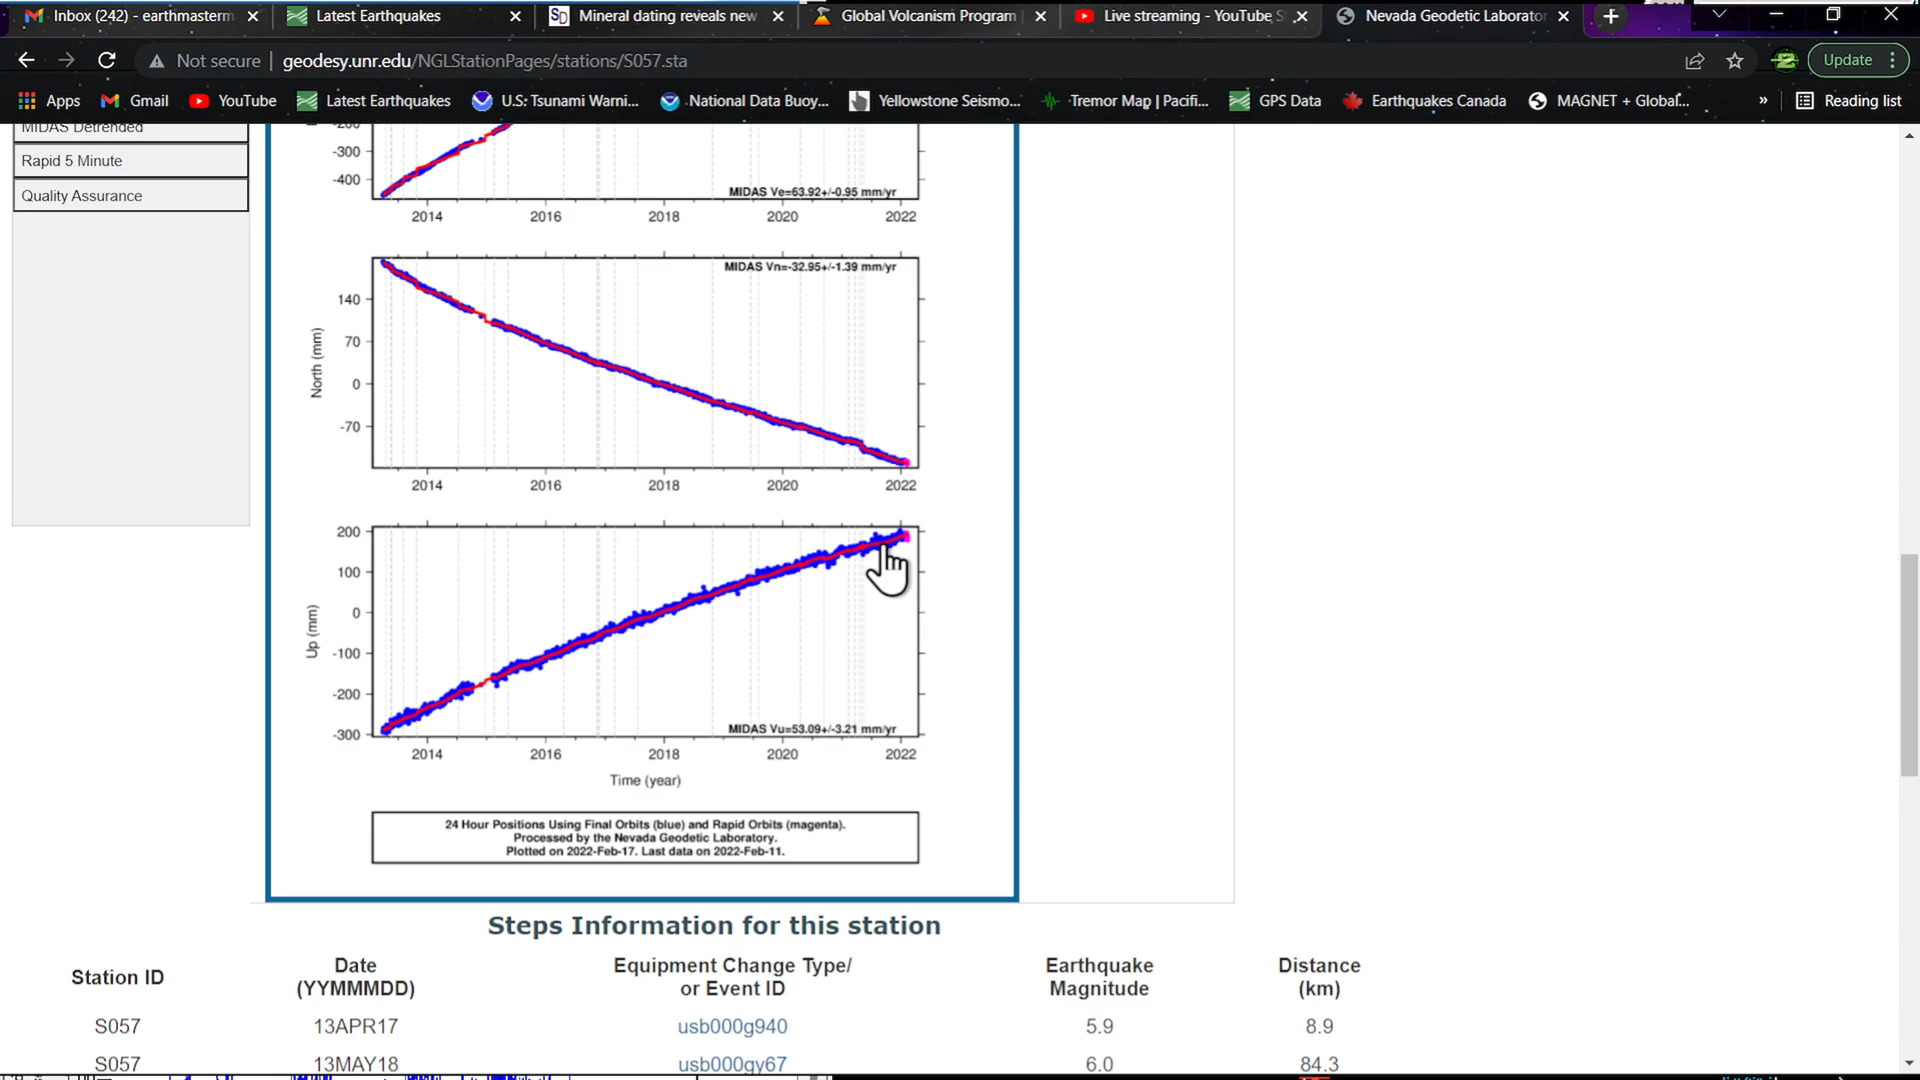 Inbox (242) - earthmasterm
Latest Earthquakes
SD Mineral dating reveals new
Global Volcanism Program
Live streaming - YouTube S
Nevada Geodetic Laborator
Not secure
geodesy.unr.edu/NGLStationPages/stations/S057.sta
Update
Apps
Gmail
YouTube
Latest Earthquakes
U.S. Tsunami Warni...
National Data Buoy...
Yellowstone Seismo...
Tremor Map | Pacifi...
GPS Data
Earthquakes Canada
MAGNET + Global...
»
Reading list
MIDAS Detrended
Rapid 5 Minute
Quality Assurance
-200
-300
-400
MIDAS Ve=63.92+/-0.95 mm/yr
2014 2016 2018 2020 2022
MIDAS Vn=-32.95+/-1.39 mm/yr
140
70
0
-70
North (mm)
2014 2016 2018 2020 2022
200
100
0
-100
-200
-300
Up (mm)
MIDAS Vu=53.09+/-3.21 mm/yr
2014 2016 2018 2020 2022
Time (year)
24 Hour Positions Using Final Orbits (blue) and Rapid Orbits (magenta).
Processed by the Nevada Geodetic Laboratory.
Plotted on 2022-Feb-17. Last data on 2022-Feb-11.
Steps Information for this station
Station ID
Date
(YYMMMDD)
Equipment Change Type/
or Event ID
Earthquake
Magnitude
Distance
(km)
S057 13APR17 usb000g940 5.9 8.9
S057 13MAY18 usb000gy67 6.0 84.3